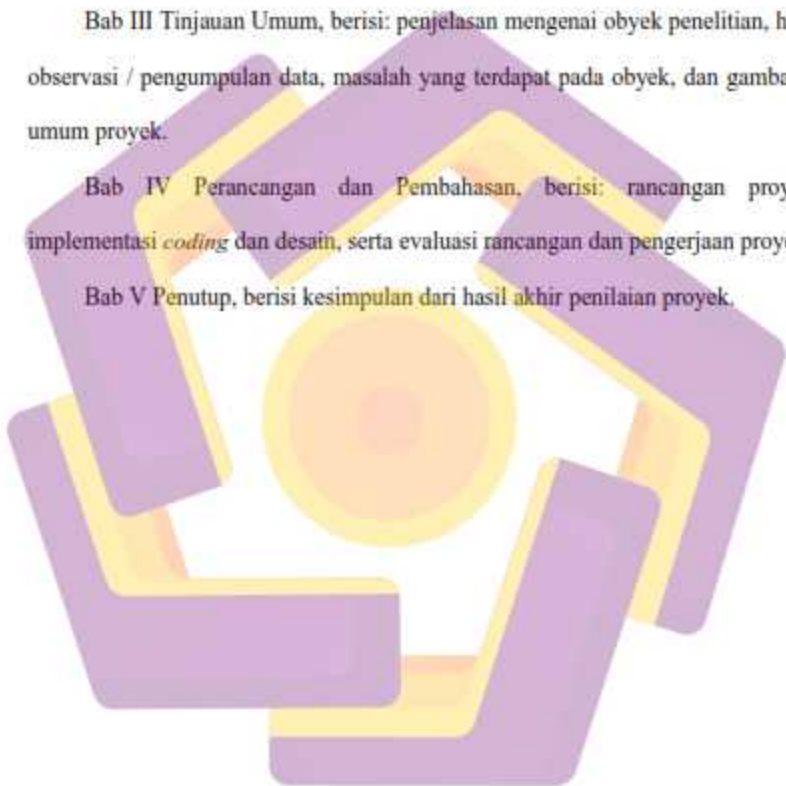 Bab III Tinjauan Umum, berisi: penjelasan mengenai obyek penelitian, h
observasi / pengumpulan data, masalah yang terdapat pada obyek, dan gamba
umum proyek.
Bab IV Perancangan dan Pembahasan, berisi: rancangan proy
implementasi coding dan desain, serta evaluasi rancangan dan pengerjaan proye
Bab V Penutup, berisi kesimpulan dari hasil akhir penilaian proyek.